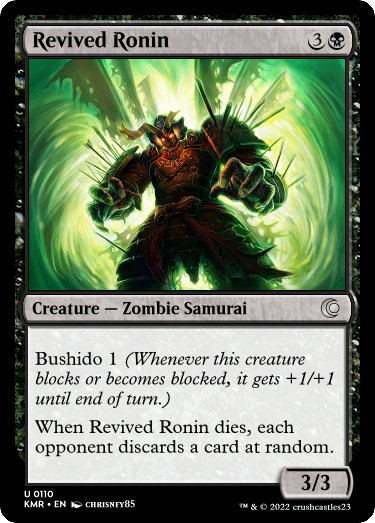 Revived Ronin 3
Creature — Zombie Samurai
Bushido 1 (Whenever this creature
blocks or becomes blocked, it gets +1/+1
until end of turn.)
When Revived Ronin dies, each
opponent discards a card at random.
3/3
U 0110
KMR • EN CHRISNFY85
™ & © 2022 crushcastles23